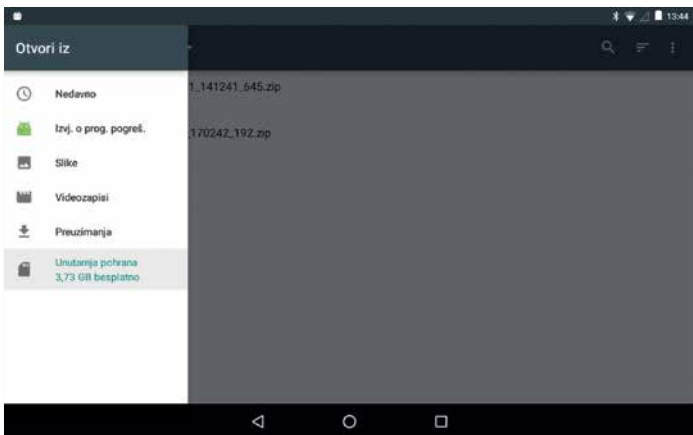 13:44
Otvori iz
Nedavno
1_141241_645.zip
Izvj. o prog. pogreš.
_170242_192.zip
Slike
Videozapisi
Preuzimanja
Unutarnja pohrana
3,73 GB besplatno